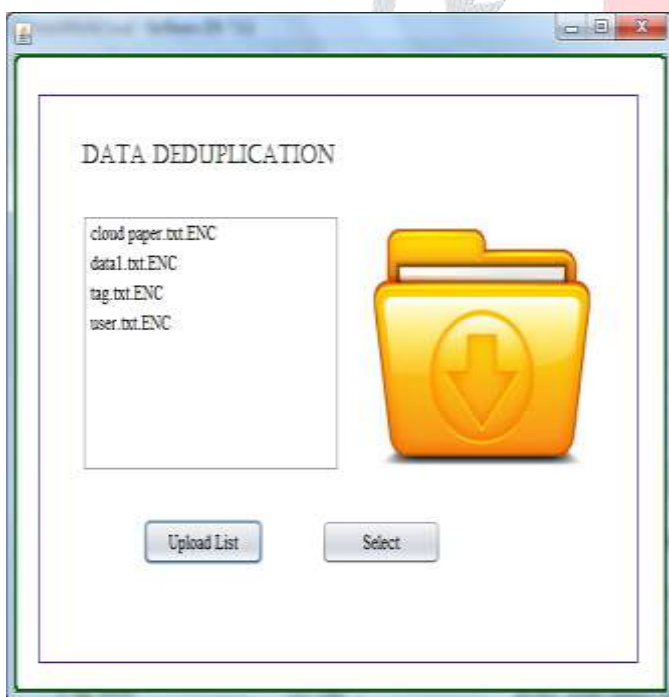 DATA DEDUPLICATION
cloud paper.txt.ENC
data1.txt.ENC
tag.txt.ENC
user.txt.ENC
Upload List
Select